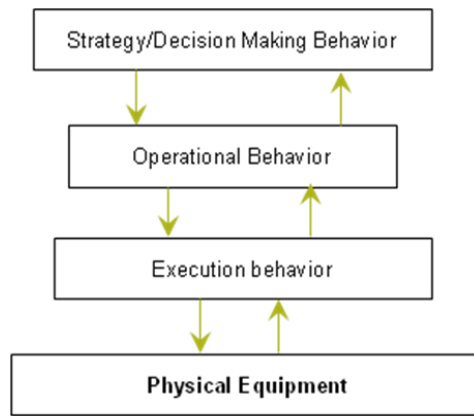 Strategy/Decision Making Behavior
Operational Behavior
Execution behavior
Physical Equipment